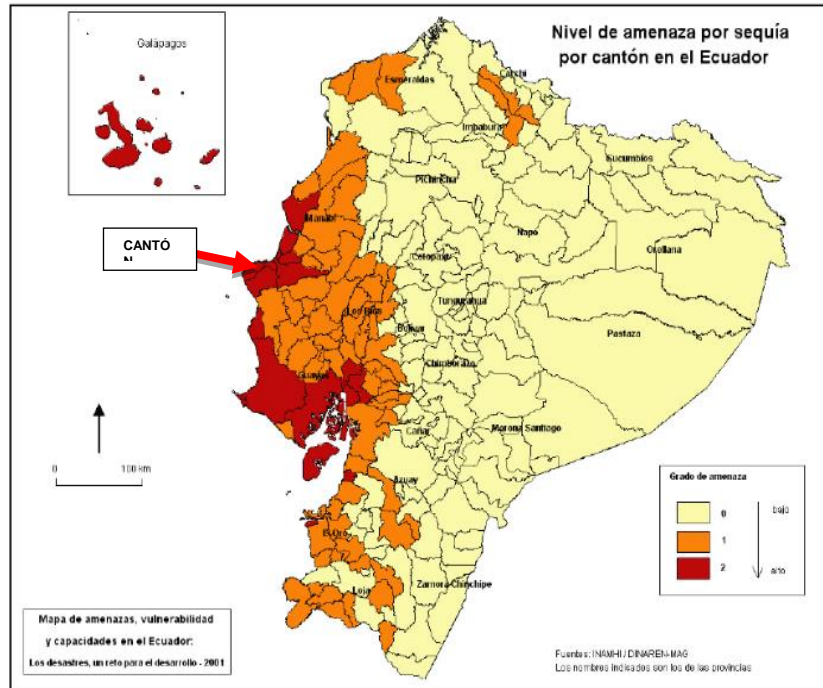 Nivel de amenaza por sequía
por cantón en el Ecuador
Galápagos
Esmeraldas
Carchi
Imbabura
Sucumbios
Pichincha
Manabí
CANTÓ
N
Napo
Orellana
Cotopaxi
Tungurahua
Los Ríos
Bolívar
Pastaza
Chimborazo
Guayas
Cañar
Morona Santiago
0
100 km
Azuay
Grado de amenaza
0
bajo
1
2
alto
El Oro
Zamora Chinchipe
Loja
Mapa de amenazas, vulnerabilidad
y capacidades en el Ecuador:
Los desastres, un reto para el desarrollo - 2001
Fuentes: INAMHI / DINAREN-MAG
Los nombres indicados son los de las provincias